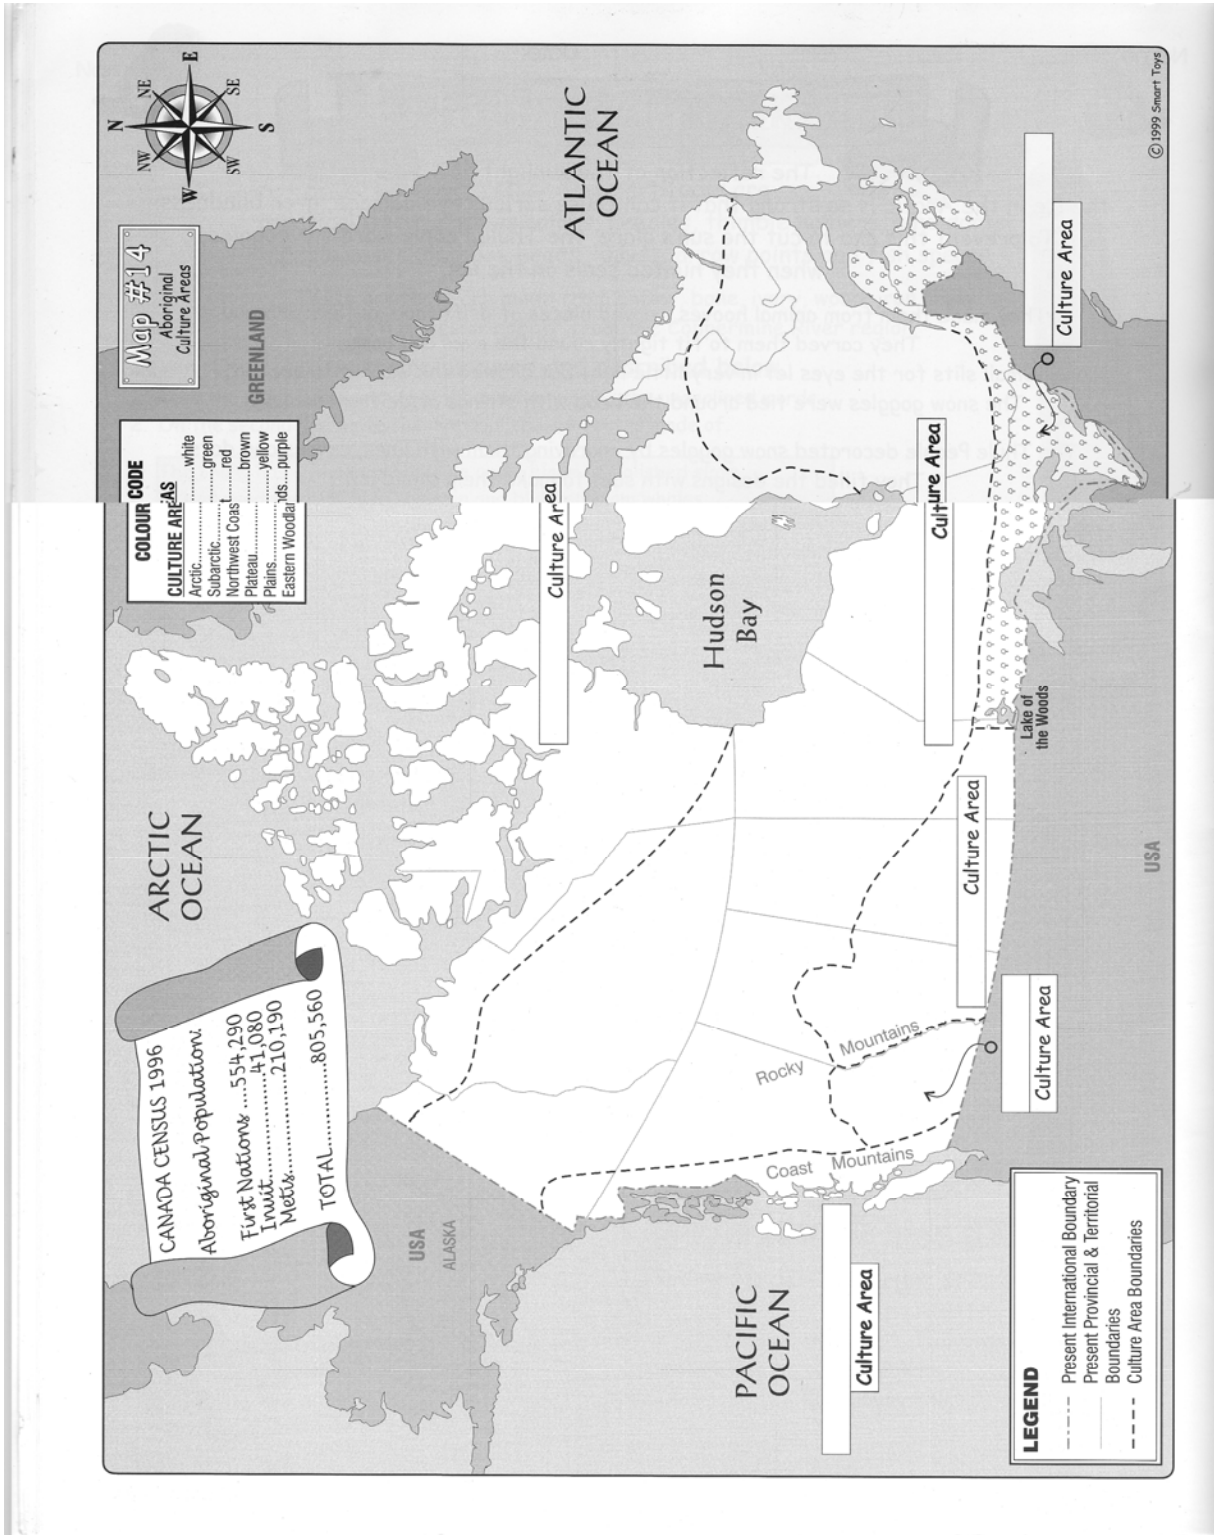 Map #14
Aboriginal
Culture Areas
N
NE
E
SE
S
SW
W
NW
COLOUR CODE
CULTURE AREAS
Arctic....................white
Subarctic...............green
Northwest Coast......red
Plateau.................brown
Plains...................yellow
Eastern Woodlands....purple
CANADA CENSUS 1996
Aboriginal Population:
First Nations ....554,290
Inuit................41,080
Metis...............210,190
TOTAL...............805,560
ARCTIC
OCEAN
GREENLAND
ATLANTIC
OCEAN
USA
ALASKA
Hudson
Bay
PACIFIC
OCEAN
Rocky
Mountains
Coast
Mountains
Culture Area
Culture Area
Culture Area
Culture Area
Culture Area
Culture Area
Lake of
the Woods
USA
LEGEND
Present International Boundary
Present Provincial & Territorial
Boundaries
Culture Area Boundaries
©1999 Smart Toys